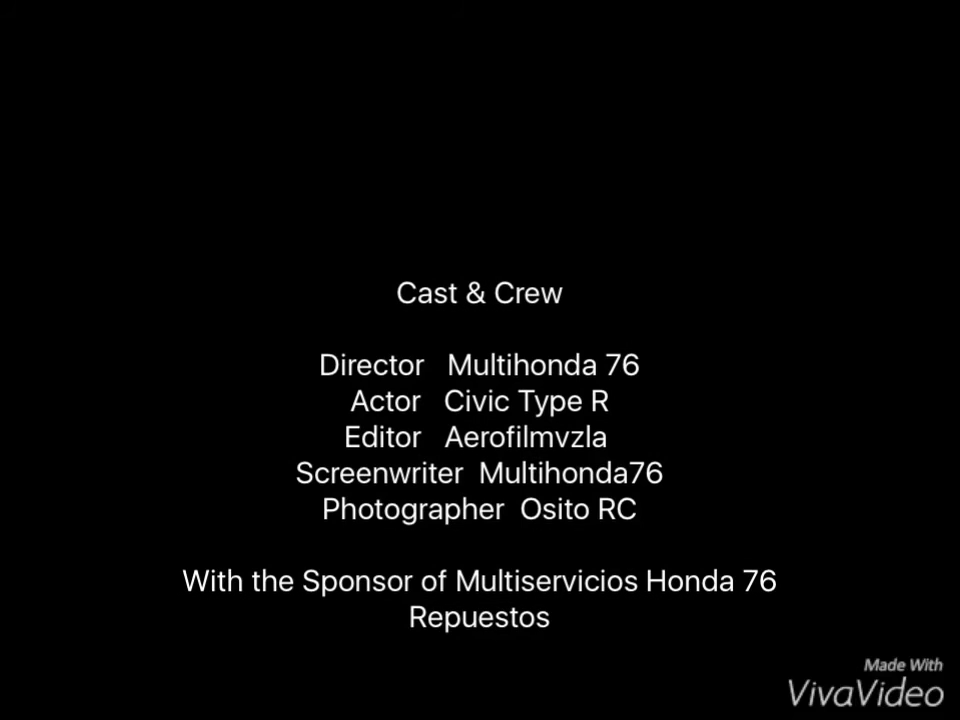 Cast & Crew
Director Multihonda 76
Actor Civic Type R
Editor Aerofilmvzla
Screenwriter Multihonda76
Photographer Osito RC
With the Sponsor of Multiservicios Honda 76
Repuestos
Made With
VivaVideo